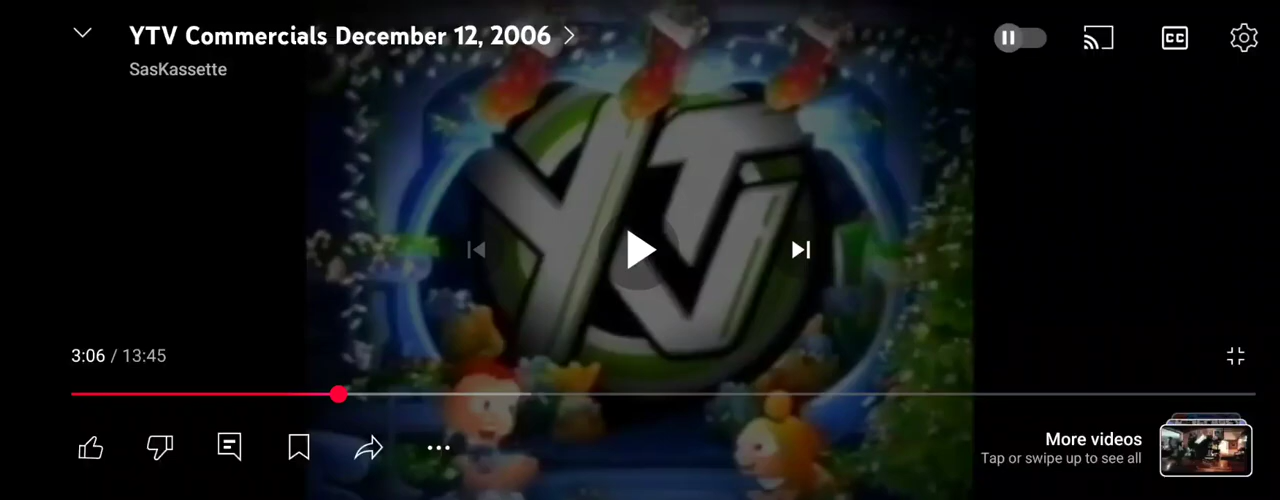 YTV Commercials December 12, 2006
SasKassette
CC
YTV
3:06 / 13:45
More videos
Tap or swipe up to see all